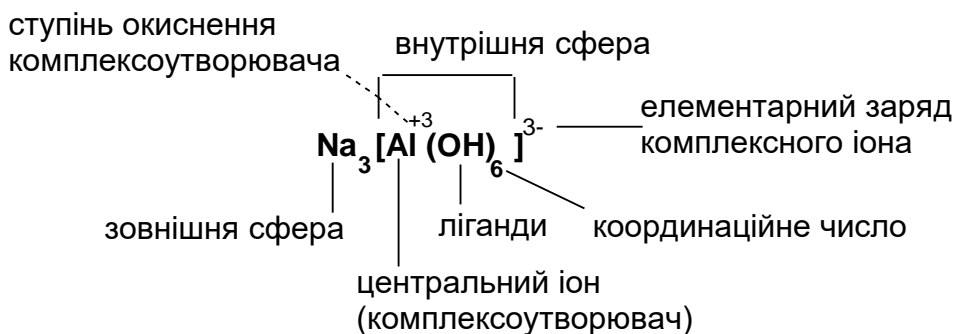 ступінь окиснення
комплексоутворювача
внутрішня сфера
елементарний заряд
комплексного іона
Na₃[Al⁺³(OH)₆]³⁻
зовнішня сфера
ліганди
координаційне число
центральний іон
(комплексоутворювач)